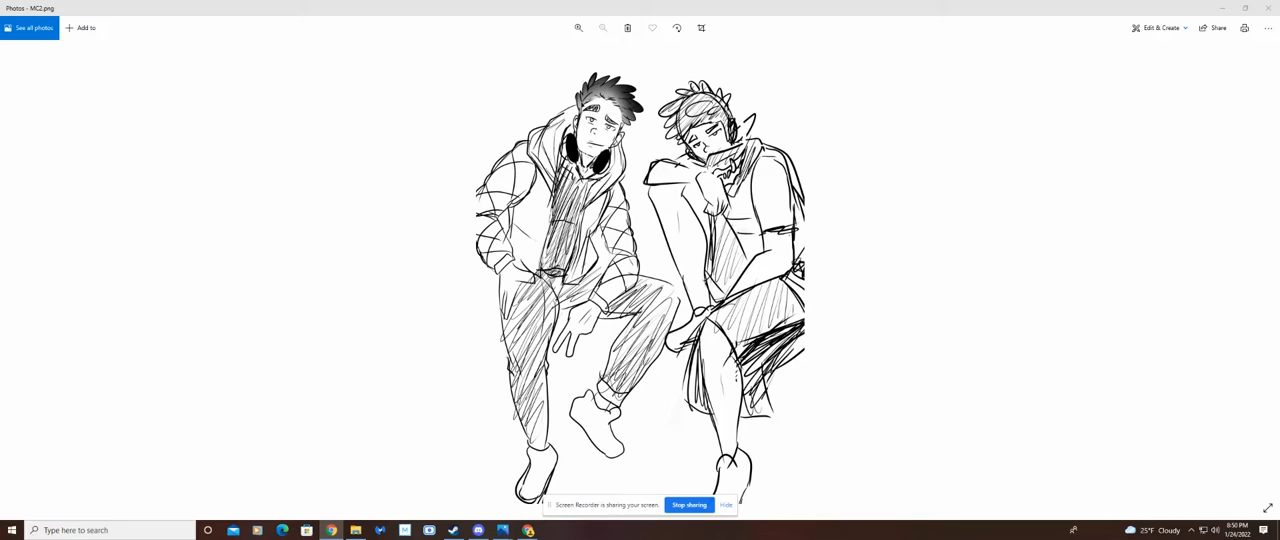 Photos - MC2.png
See all photos
Add to
Edit & Create
Share
Screen Recorder is sharing your screen.
Stop sharing
Hide
Type here to search
25°F Cloudy
8:50 PM
1/24/2022